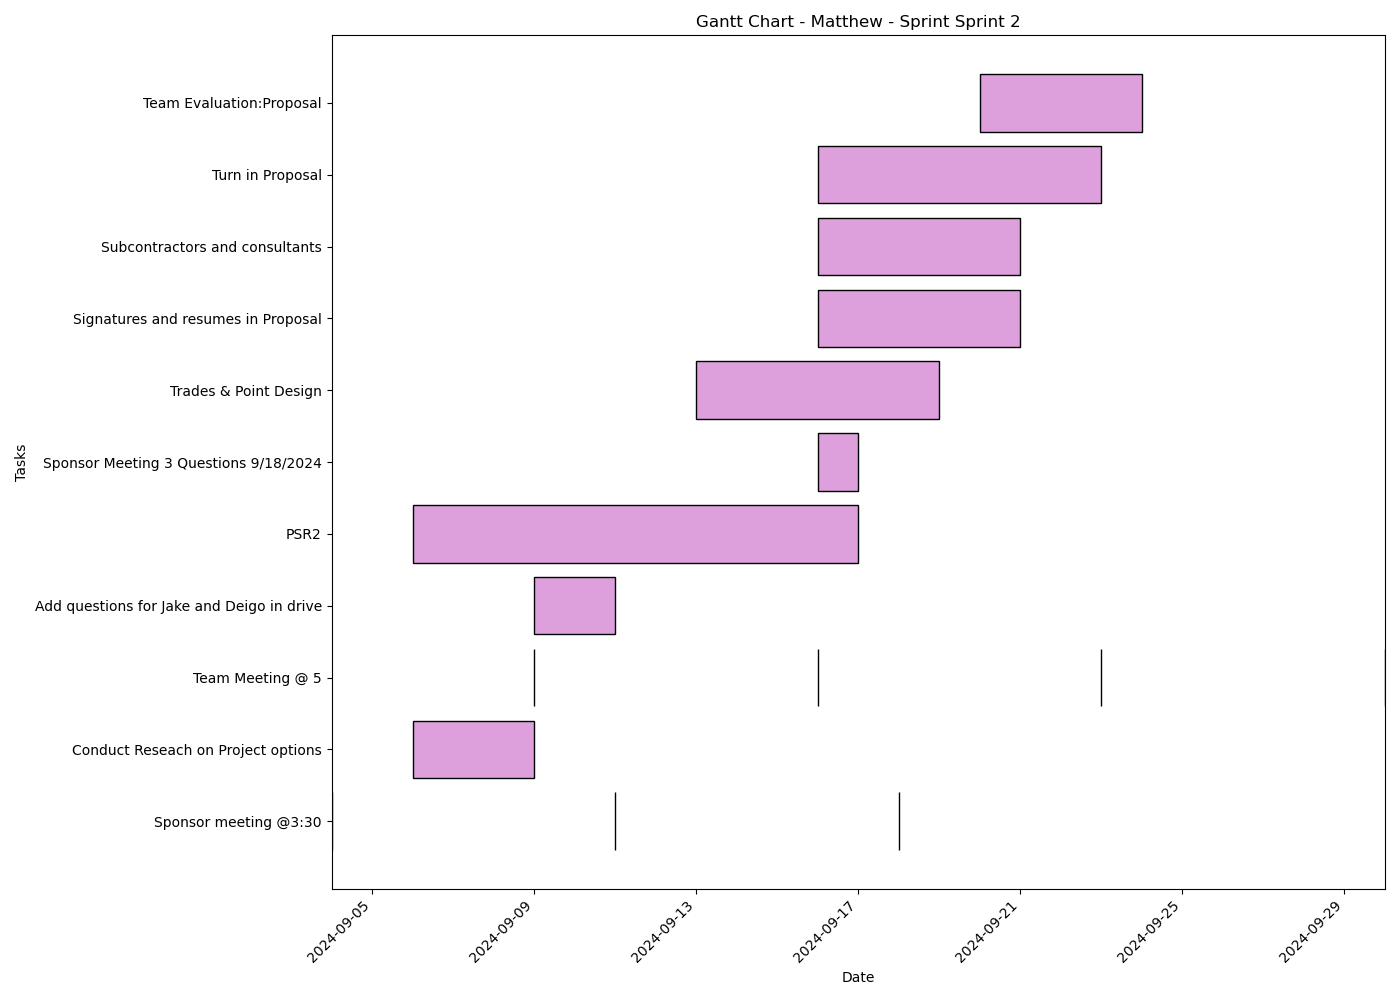 Gantt Chart - Matthew - Sprint Sprint 2
Team Evaluation:Proposal
Turn in Proposal
Subcontractors and consultants
Signatures and resumes in Proposal
Trades & Point Design
Sponsor Meeting 3 Questions 9/18/2024
PSR2
Add questions for Jake and Deigo in drive
Team Meeting @ 5
Conduct Reseach on Project options
Sponsor meeting @3:30
Tasks
2024-09-05
2024-09-09
2024-09-13
2024-09-17
2024-09-21
2024-09-25
2024-09-29
Date